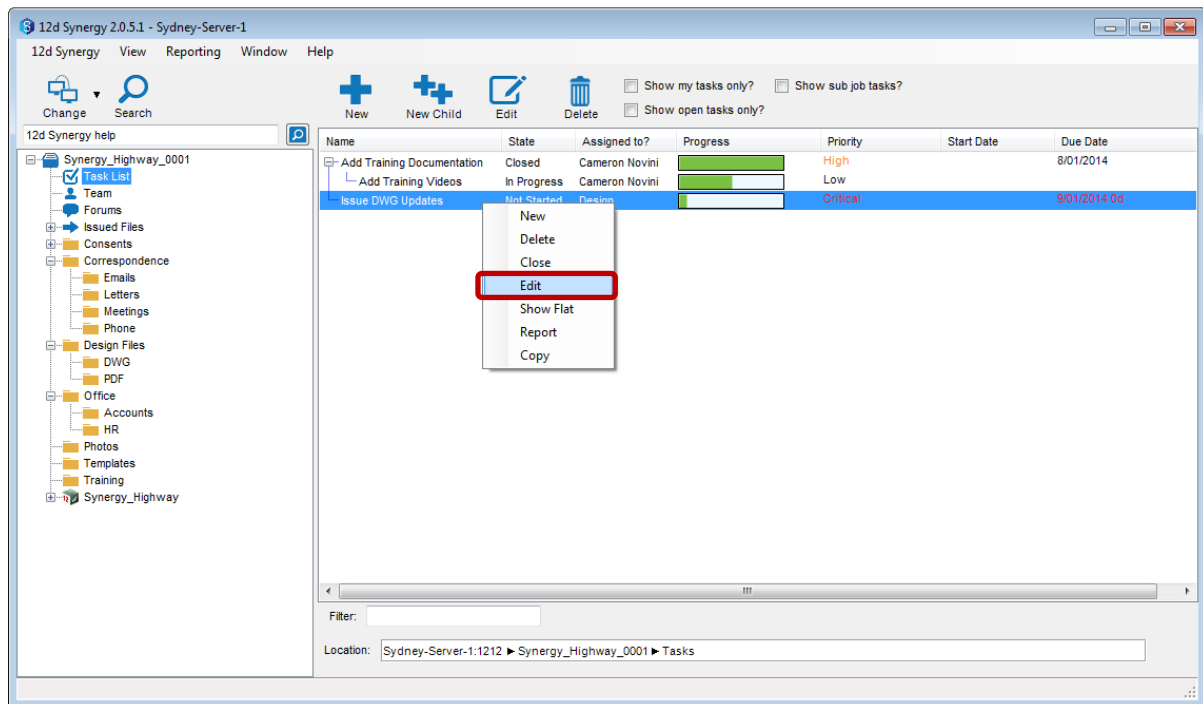 12d Synergy 2.0.5.1 - Sydney-Server-1
12d Synergy View Reporting Window Help
Change Search
New New Child Edit Delete
Show my tasks only? Show sub job tasks?
Show open tasks only?
12d Synergy help
Synergy_Highway_0001
Task List
Team
Forums
Issued Files
Consents
Correspondence
Emails
Letters
Meetings
Phone
Design Files
DWG
PDF
Office
Accounts
HR
Photos
Templates
Training
Synergy_Highway
Name State Assigned to? Progress Priority Start Date Due Date
Add Training Documentation Closed Cameron Novini High 8/01/2014
Add Training Videos In Progress Cameron Novini Low
Issue DWG Updates Not Started Design Critical 9/01/2014 0d
New
Delete
Close
Edit
Show Flat
Report
Copy
Filter:
Location: Sydney-Server-1:1212 ▶ Synergy_Highway_0001 ▶ Tasks